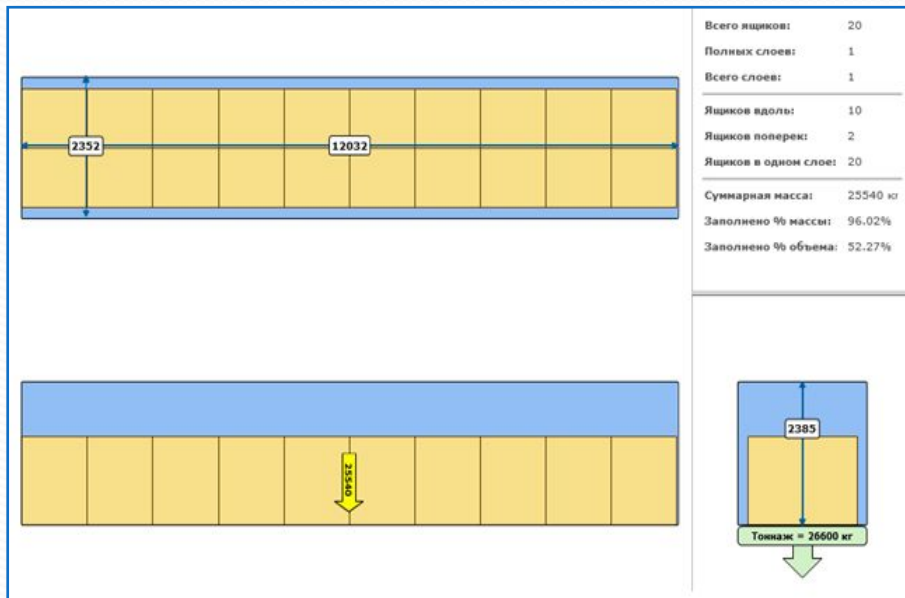 2352
12032
Всего ящиков: 20
Полных слоев: 1
Всего слоев: 1
Ящиков вдоль: 10
Ящиков поперек: 2
Ящиков в одном слое: 20
Суммарная масса: 25540 кг
Заполнено % массы: 96.02%
Заполнено % объема: 52.27%
25540
2385
Тоннаж = 26600 кг